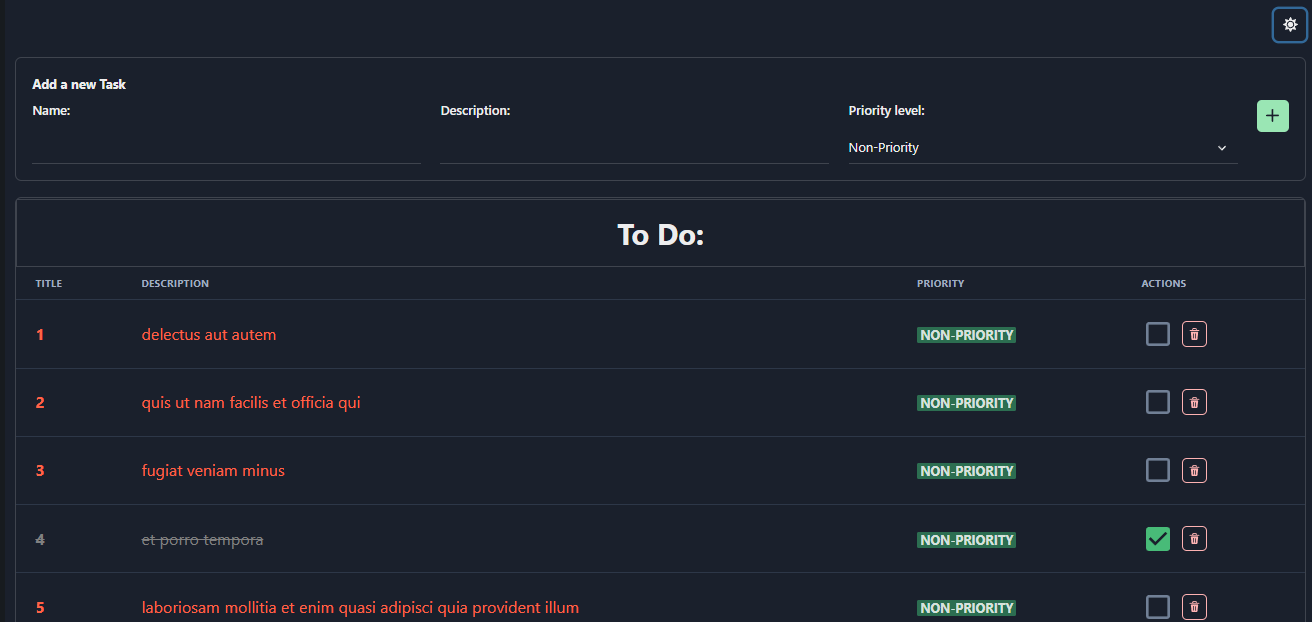 Add a new Task
Name: Description: Priority level:
Non-Priority
To Do:
TITLE DESCRIPTION PRIORITY ACTIONS
1 delectus aut autem NON-PRIORITY
2 quis ut nam facilis et officia qui NON-PRIORITY
3 fugiat veniam minus NON-PRIORITY
4 et porro tempora NON-PRIORITY
5 laboriosam mollitia et enim quasi adipisci quia provident illum NON-PRIORITY